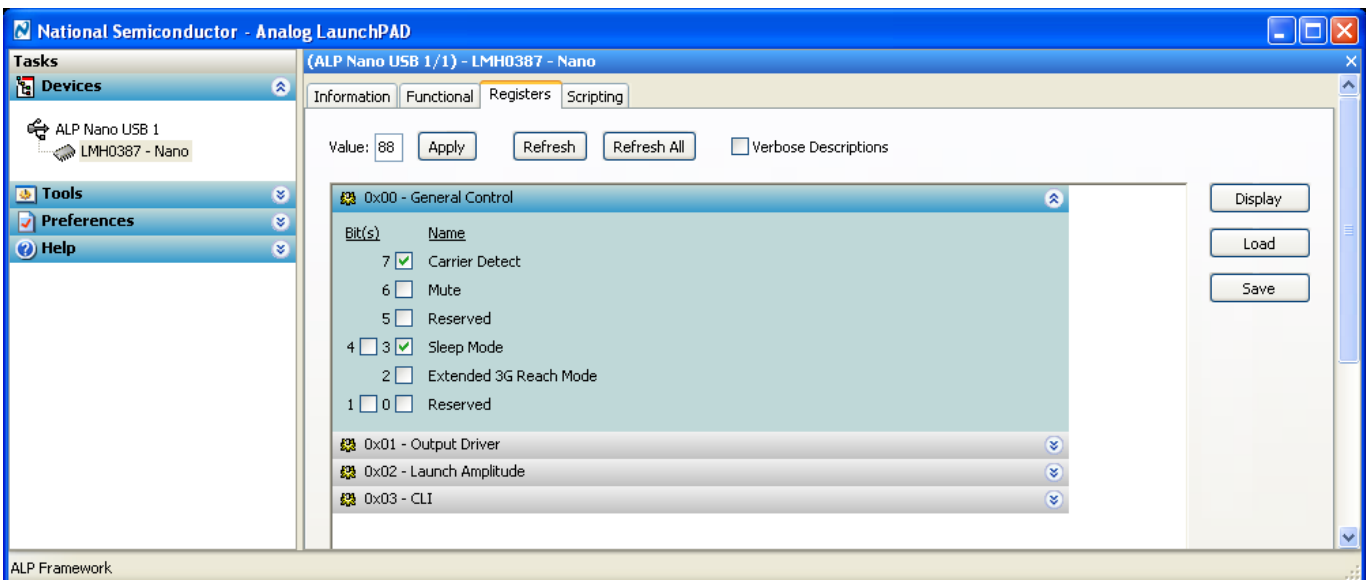 National Semiconductor - Analog LaunchPAD
Tasks
(ALP Nano USB 1/1) - LMH0387 - Nano
Devices
Information Functional Registers Scripting
ALP Nano USB 1
LMH0387 - Nano
Value: 88 Apply Refresh Refresh All Verbose Descriptions
Tools
Preferences
Help
0x00 - General Control
Bit(s) Name
7 Carrier Detect
6 Mute
5 Reserved
4 3 Sleep Mode
2 Extended 3G Reach Mode
1 0 Reserved
0x01 - Output Driver
0x02 - Launch Amplitude
0x03 - CLI
Display
Load
Save
ALP Framework